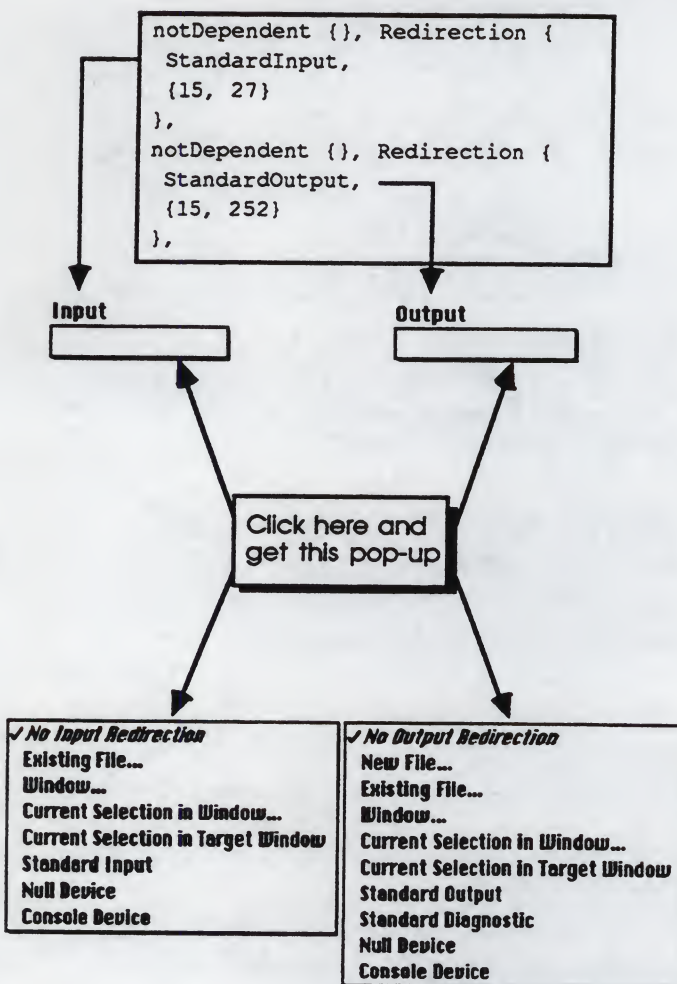 notDependent {}, Redirection {
StandardInput,
{15, 27}
},
notDependent {}, Redirection {
StandardOutput,
{15, 252}
},
Input
Output
Click here and
get this pop-up
✓ No Input Redirection
Existing File...
Window...
Current Selection in Window...
Current Selection in Target Window
Standard Input
Null Device
Console Device
✓ No Output Redirection
New File...
Existing File...
Window...
Current Selection in Window...
Current Selection in Target Window
Standard Output
Standard Diagnostic
Null Device
Console Device